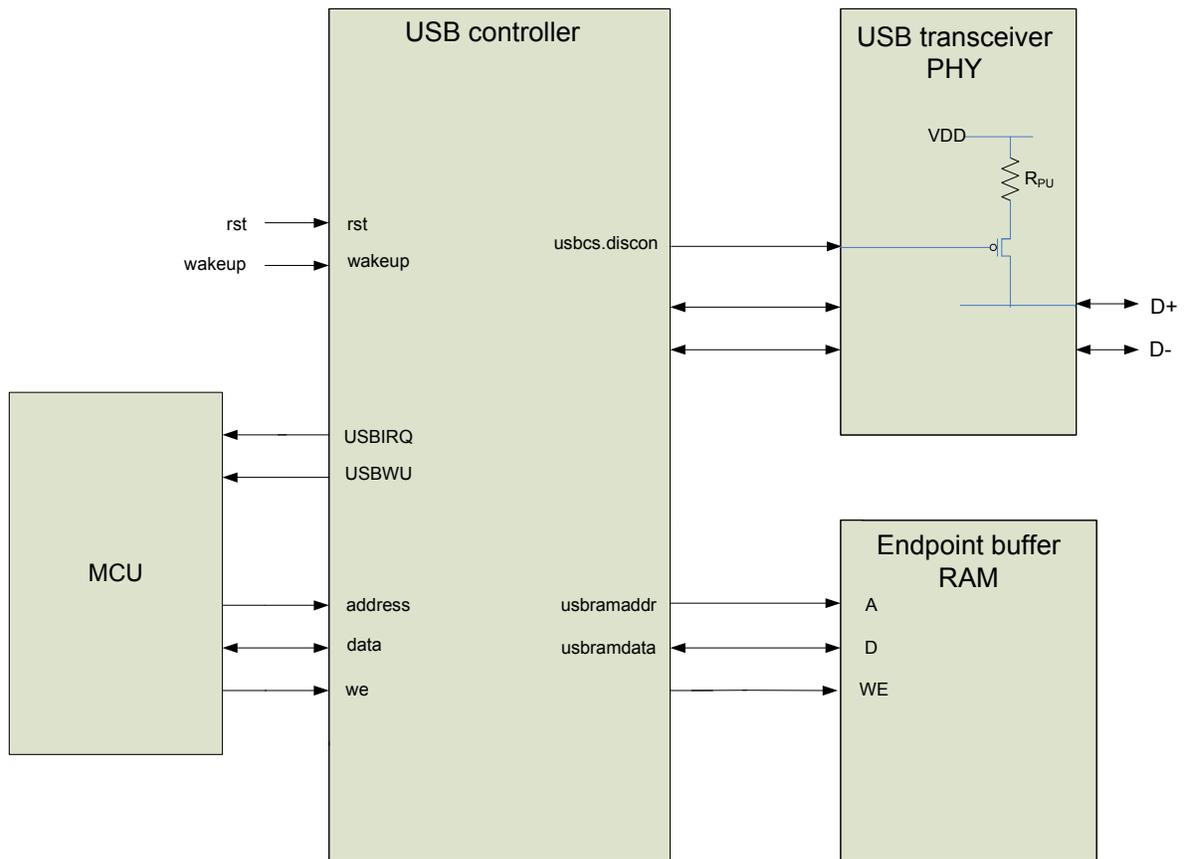 USB controller
USB transceiver
PHY
VDD
RPU
rst
rst
wakeup
wakeup
usbcs.discon
D+
D-
USBIRQ
USBWU
MCU
address
data
we
usbramaddr
usbramdata
Endpoint buffer
RAM
A
D
WE